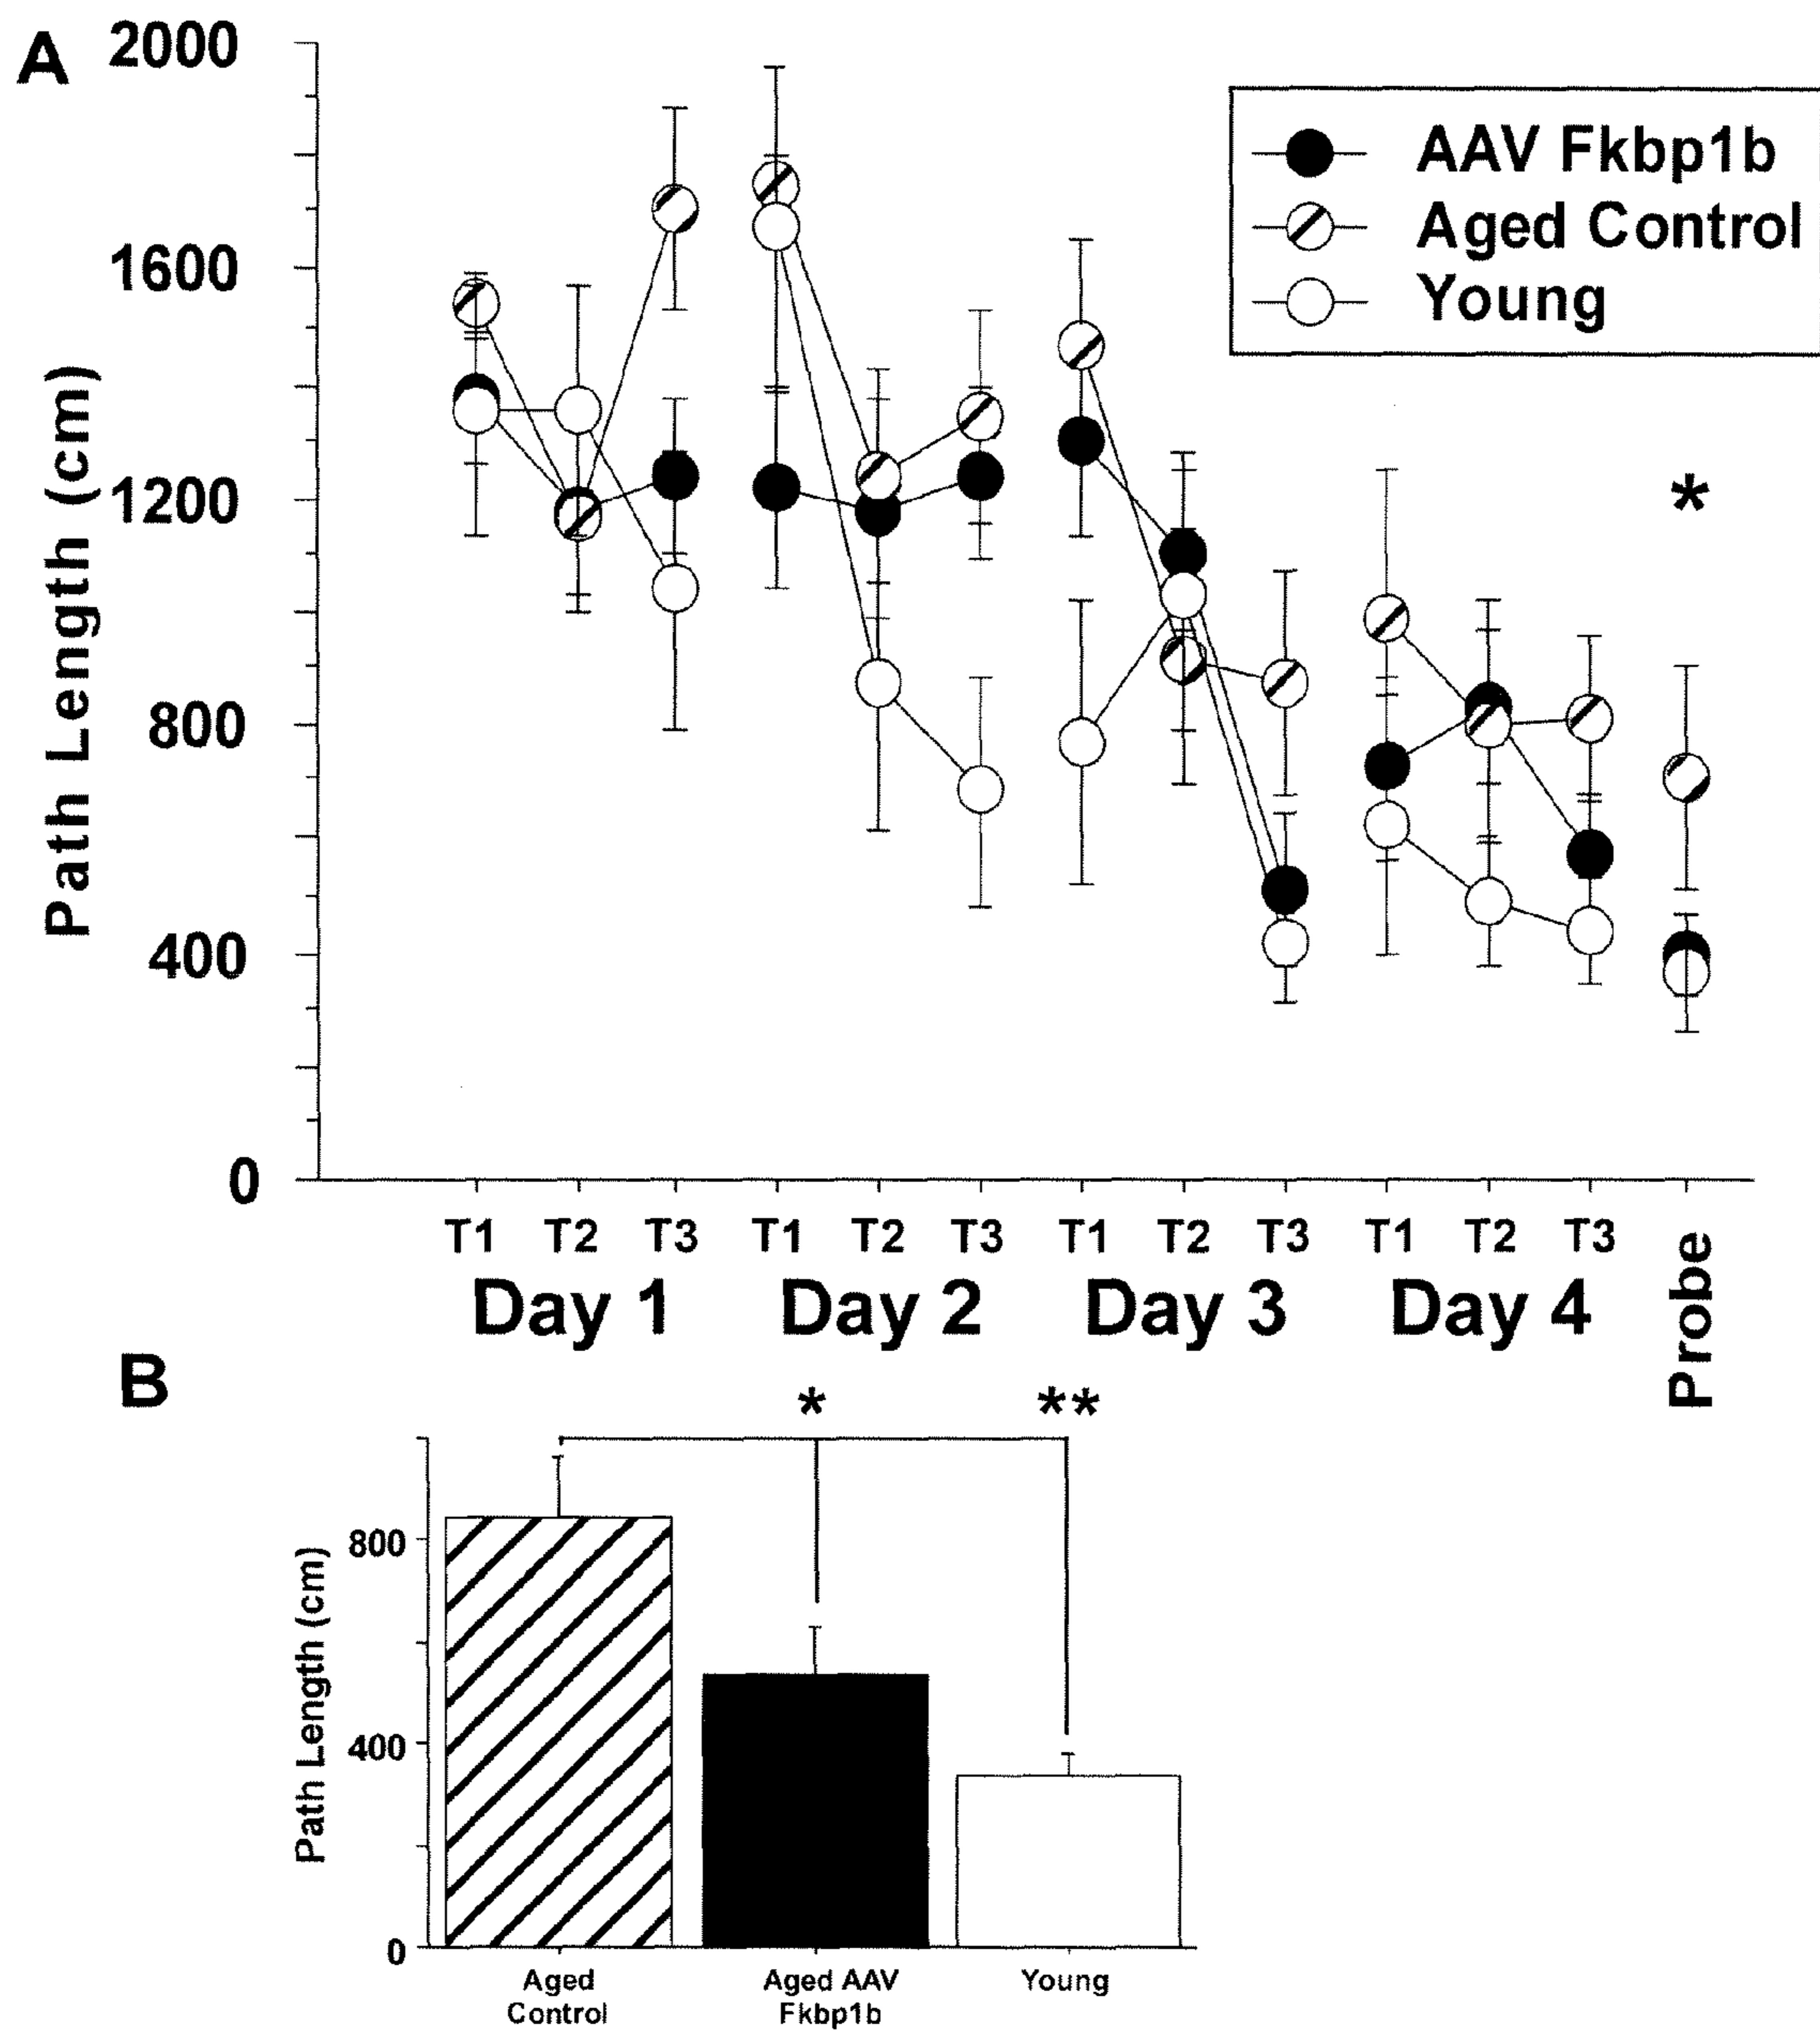 A
2000
1600
1200
800
400
0
Path Length (cm)
AAV Fkbp1b
Aged Control
Young
*
T1 T2 T3 T1 T2 T3 T1 T2 T3 T1 T2 T3
Day 1 Day 2 Day 3 Day 4
Probe
B
* **
800
400
0
Path Length (cm)
Aged Aged AAV Young
Control Fkbp1b